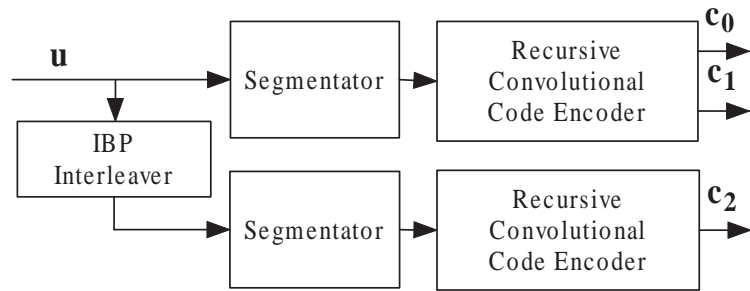 u
Segmentator
Recursive
Convolutional
Code Encoder
c0
c1
IBP
Interleaver
Segmentator
Recursive
Convolutional
Code Encoder
c2